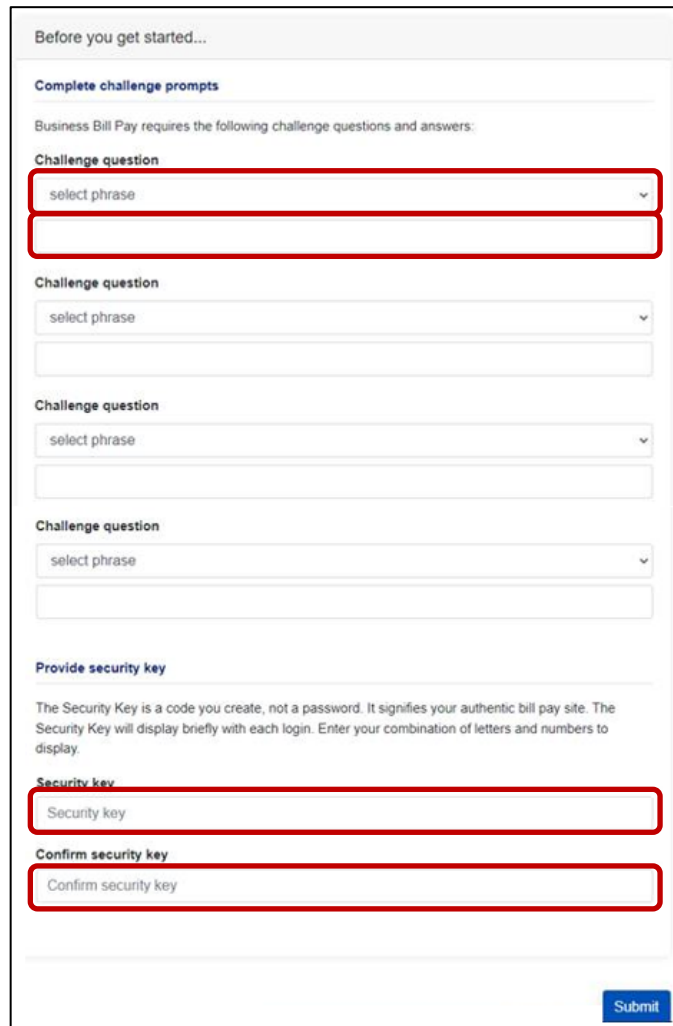 Before you get started...
Complete challenge prompts
Business Bill Pay requires the following challenge questions and answers:
Challenge question
select phrase
Challenge question
select phrase
Challenge question
select phrase
Challenge question
select phrase
Provide security key
The Security Key is a code you create, not a password. It signifies your authentic bill pay site. The
Security Key will display briefly with each login. Enter your combination of letters and numbers to
display.
Security key
Security key
Confirm security key
Confirm security key
Submit